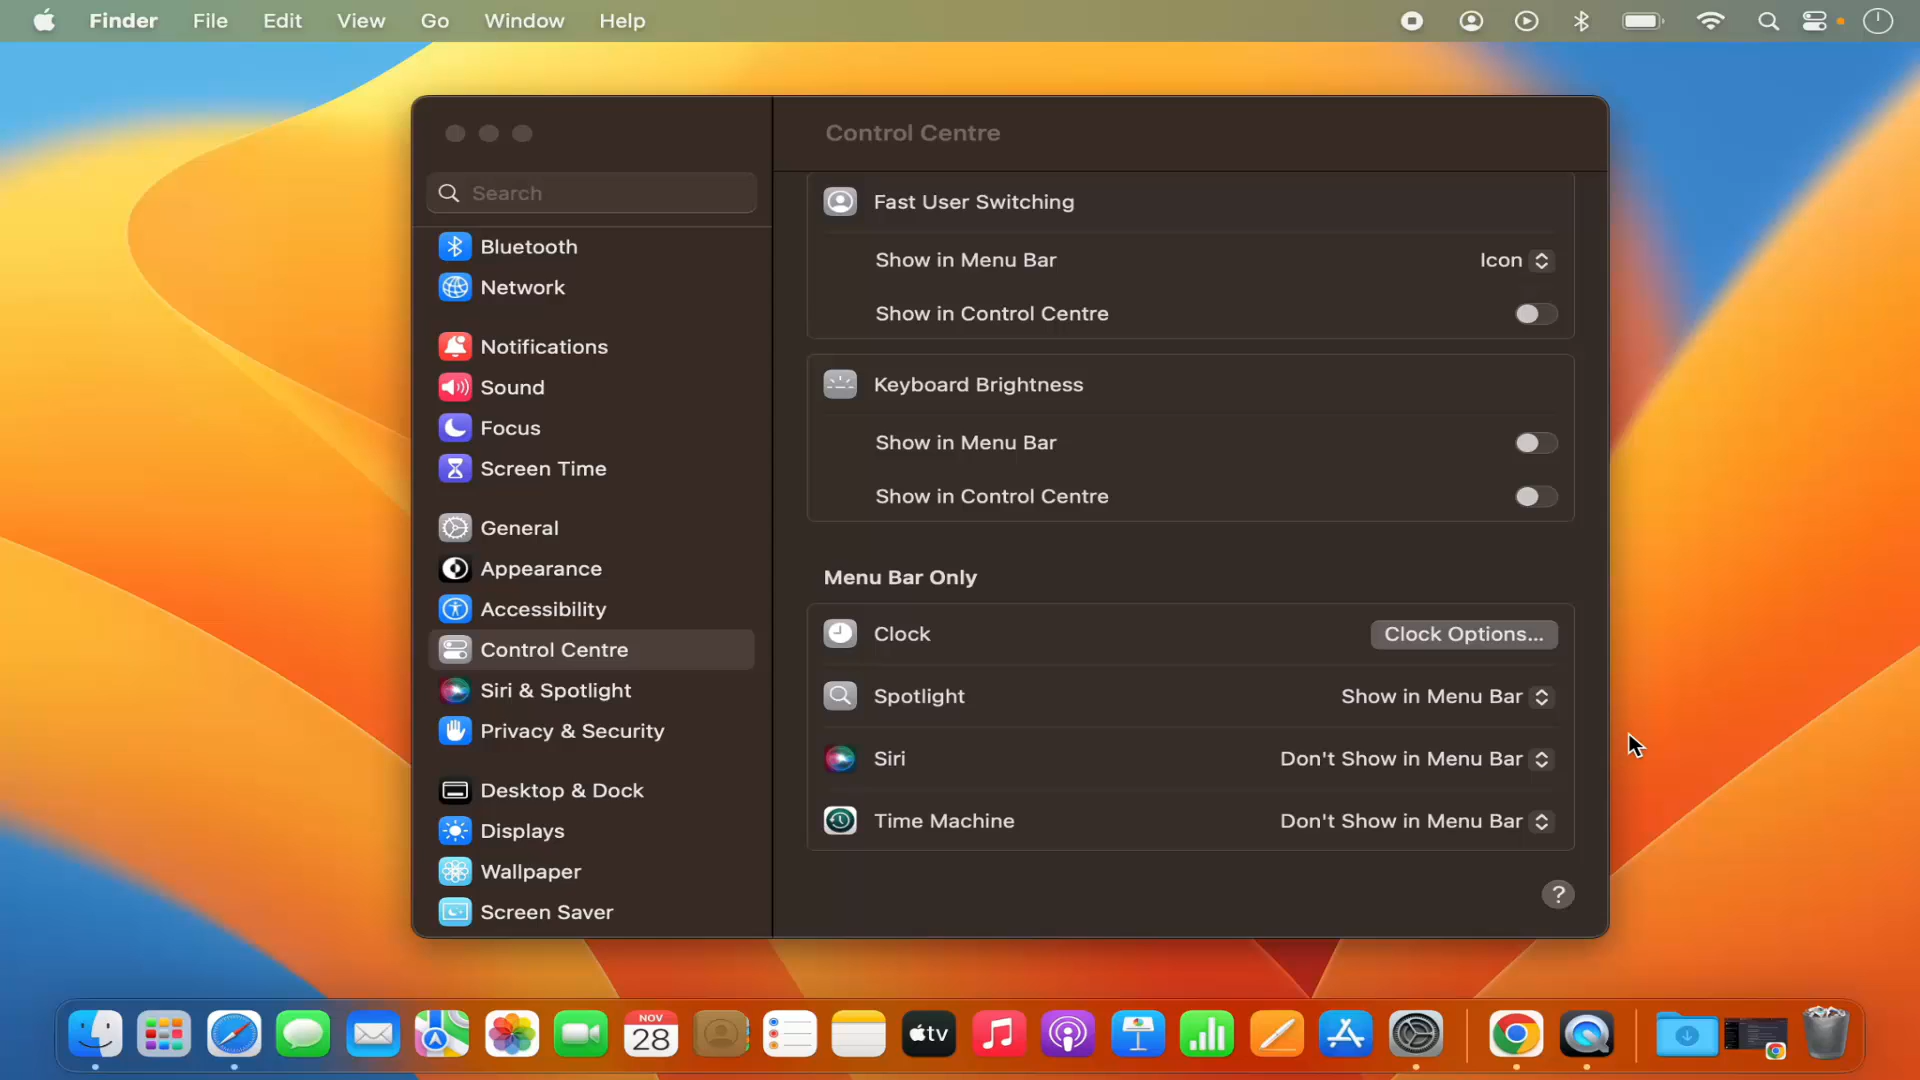 Finder File Edit View Go Window Help
Control Centre
Search
Bluetooth
Network
Notifications
Sound
Focus
Screen Time
General
Appearance
Accessibility
Control Centre
Siri & Spotlight
Privacy & Security
Desktop & Dock
Displays
Wallpaper
Screen Saver
Fast User Switching
Show in Menu Bar Icon
Show in Control Centre
Keyboard Brightness
Show in Menu Bar
Show in Control Centre
Menu Bar Only
Clock Clock Options...
Spotlight Show in Menu Bar
Siri Don't Show in Menu Bar
Time Machine Don't Show in Menu Bar
?
NOV
28
tv